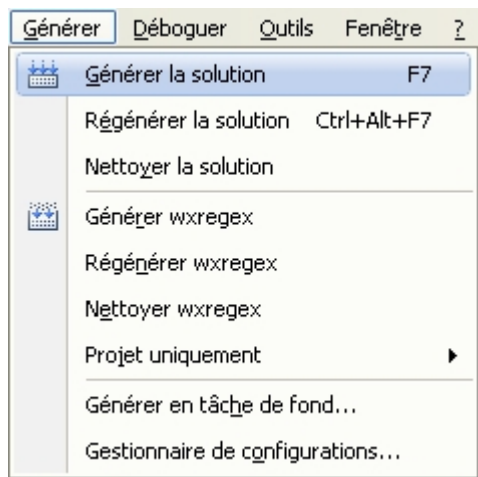 Générer Déboguer Outils Fenêtre ?
Générer la solution F7
Régénérer la solution Ctrl+Alt+F7
Nettoyer la solution
Générer wxregex
Régénérer wxregex
Nettoyer wxregex
Projet uniquement
Générer en tâche de fond...
Gestionnaire de configurations...